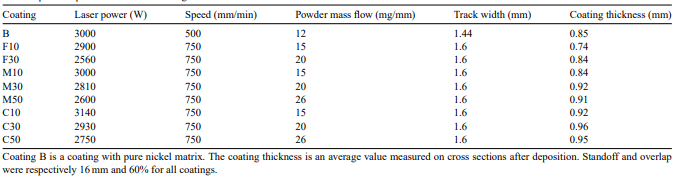 Coating Laser power (W) Speed (mm/min) Powder mass flow (mg/mm) Track width (mm) Coating thickness (mm)
B 3000 500 12 1.44 0.85
F10 2900 750 15 1.6 0.74
F30 2560 750 20 1.6 0.84
M10 3000 750 15 1.6 0.84
M30 2810 750 20 1.6 0.92
M50 2600 750 26 1.6 0.91
C10 3140 750 15 1.6 0.92
C30 2930 750 20 1.6 0.96
C50 2750 750 26 1.6 0.95
Coating B is a coating with pure nickel matrix. The coating thickness is an average value measured on cross sections after deposition. Standoff and overlap
were respectively 16 mm and 60% for all coatings.